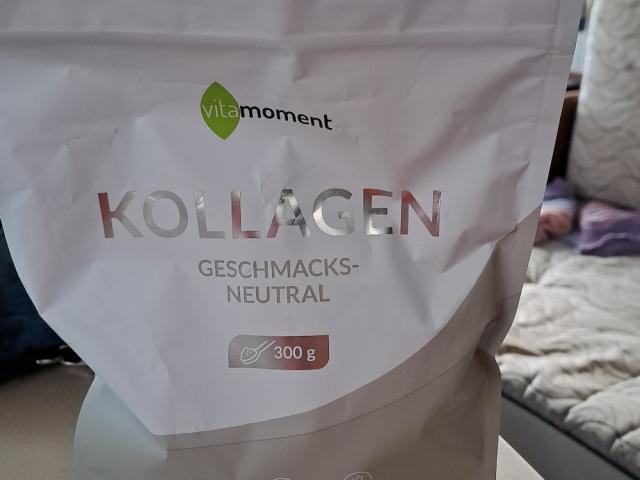 vitamoment
KOLLAGEN
GESCHMACKS-
NEUTRAL
300 g